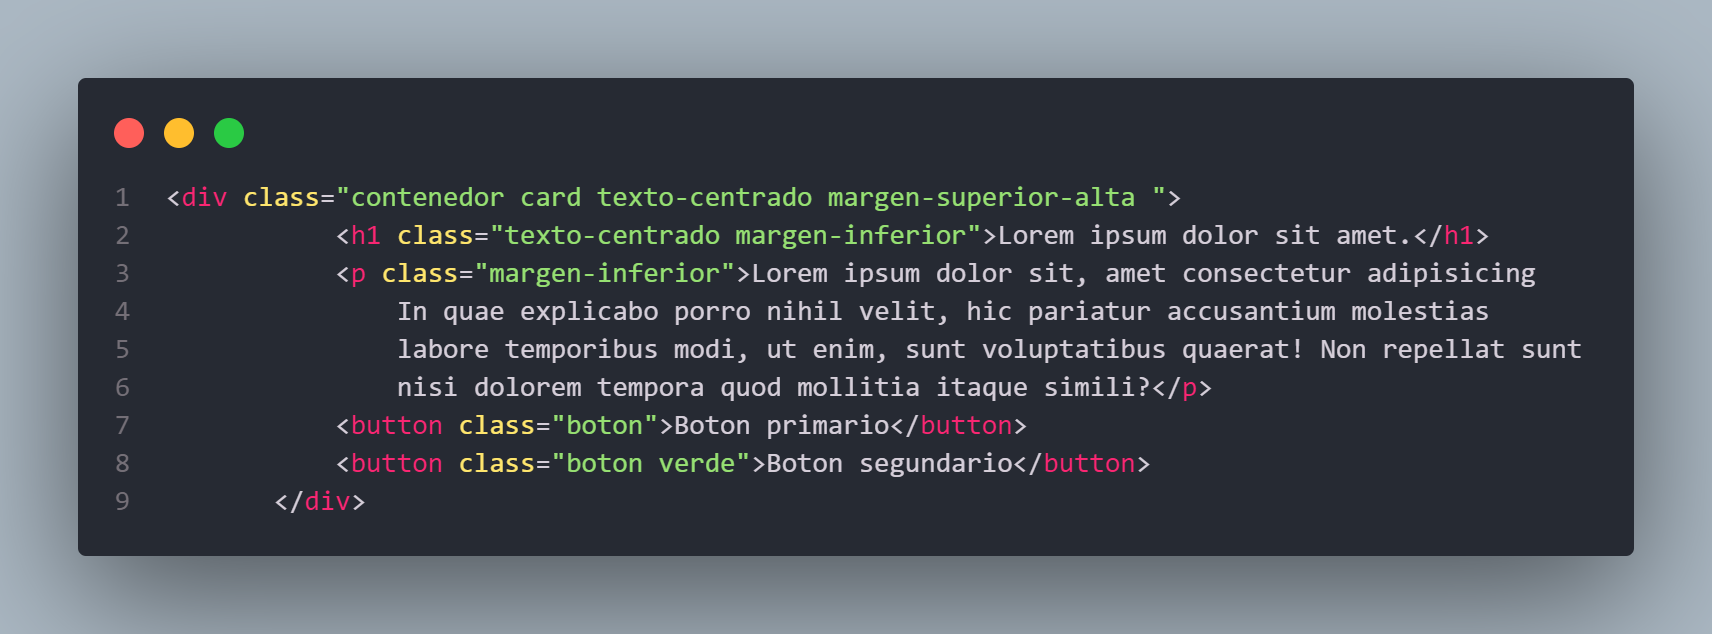 1 <div class="contenedor card texto-centrado margen-superior-alta ">
2 <h1 class="texto-centrado margen-inferior">Lorem ipsum dolor sit amet.</h1>
3 <p class="margen-inferior">Lorem ipsum dolor sit, amet consectetur adipisicing
4 In quae explicabo porro nihil velit, hic pariatur accusantium molestias
5 labore temporibus modi, ut enim, sunt voluptatibus quaerat! Non repellat sunt
6 nisi dolorem tempora quod mollitia itaque simili?</p>
7 <button class="boton">Boton primario</button>
8 <button class="boton verde">Boton segundario</button>
9 </div>